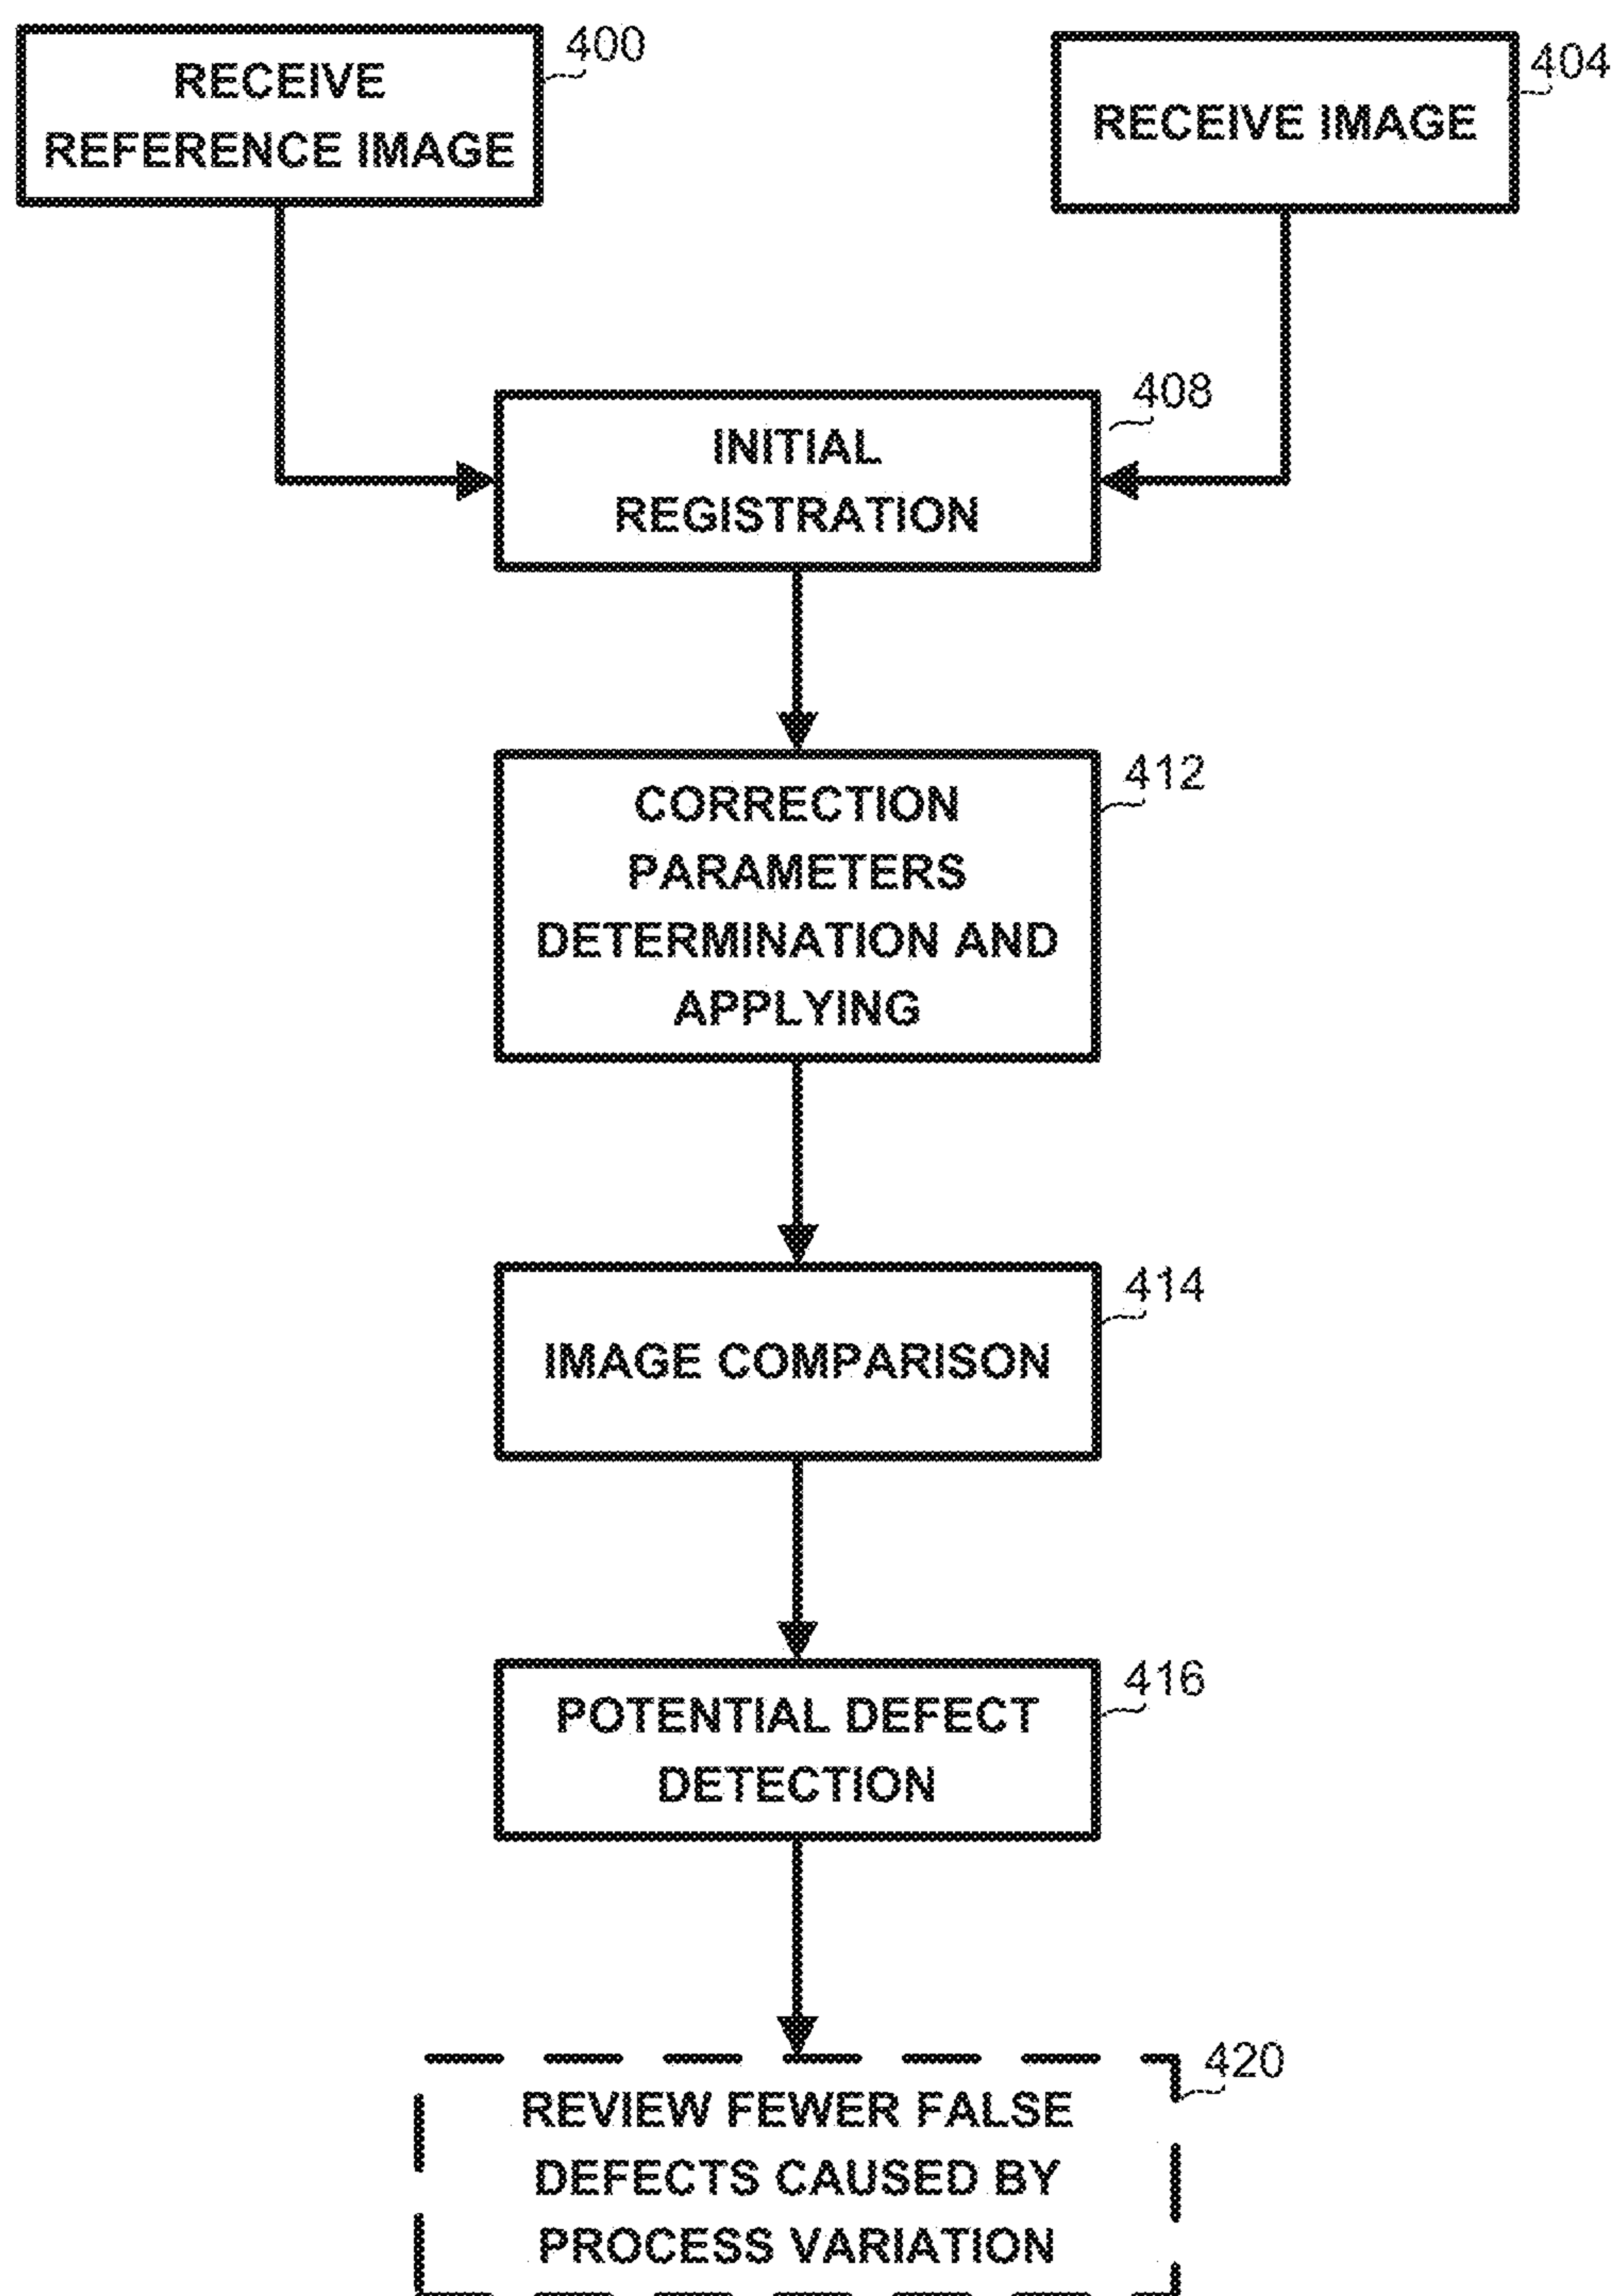 RECEIVE
REFERENCE IMAGE
400
RECEIVE IMAGE
404
INITIAL
REGISTRATION
408
CORRECTION
PARAMETERS
DETERMINATION AND
APPLYING
412
IMAGE COMPARISON
414
POTENTIAL DEFECT
DETECTION
416
REVIEW FEWER FALSE
DEFECTS CAUSED BY
PROCESS VARIATION
420